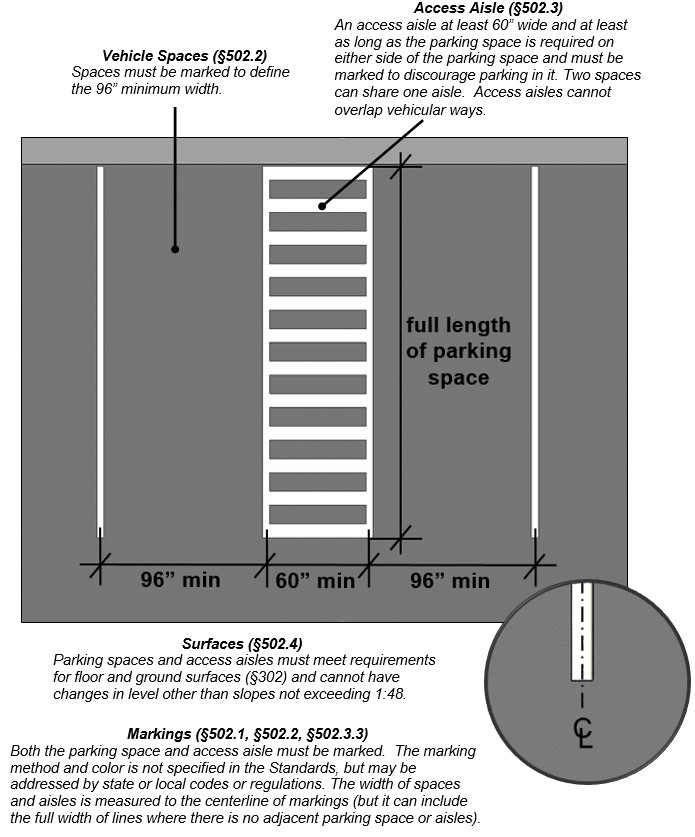 Access Aisle (§502.3)
An access aisle at least 60” wide and at least
as long as the parking space is required on
either side of the parking space and must be
marked to discourage parking in it. Two spaces
can share one aisle. Access aisles cannot
overlap vehicular ways.
Vehicle Spaces (§502.2)
Spaces must be marked to define
the 96” minimum width.
full length
of parking
space
96” min
60” min
96” min
Surfaces (§502.4)
Parking spaces and access aisles must meet requirements
for floor and ground surfaces (§302) and cannot have
changes in level other than slopes not exceeding 1:48.
℄
Markings (§502.1, §502.2, §502.3.3)
Both the parking space and access aisle must be marked. The marking
method and color is not specified in the Standards, but may be
addressed by state or local codes or regulations. The width of spaces
and aisles is measured to the centerline of markings (but it can include
the full width of lines where there is no adjacent parking space or aisles).